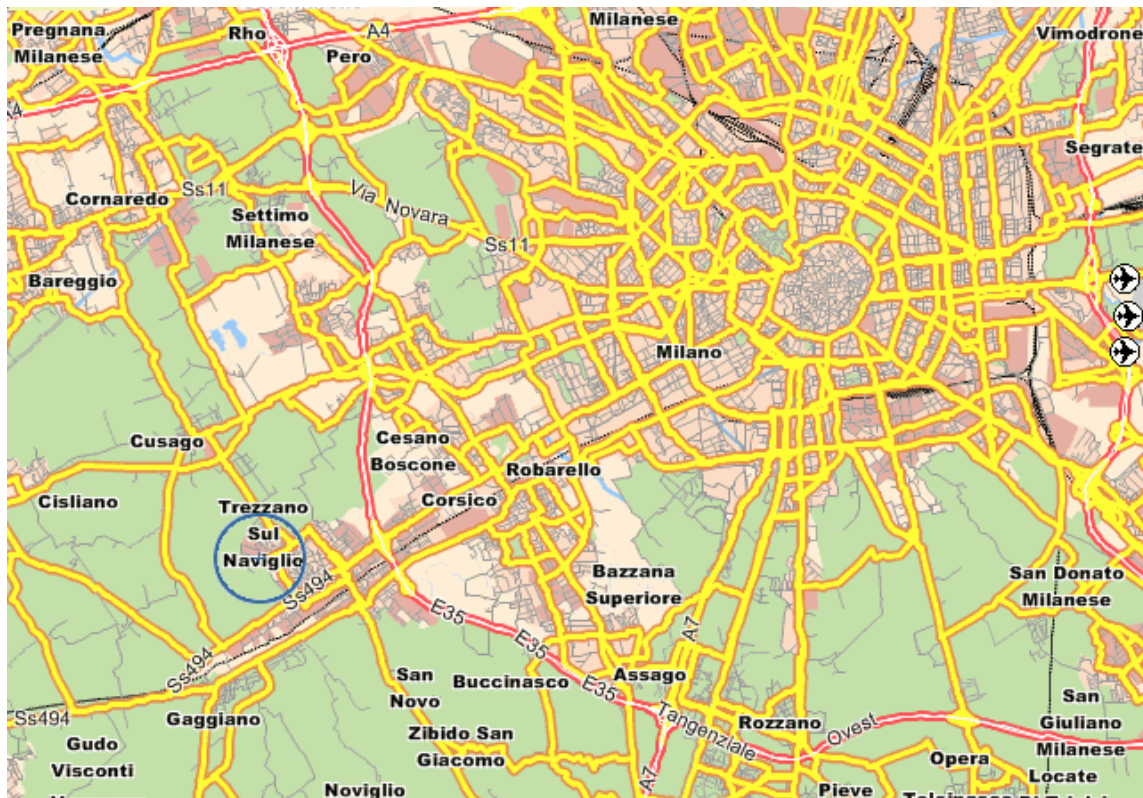 Pregnana
Milanese
Rho
A4
Pero
Milanese
Vimodrone
Segrate
Cornaredo
Ss11
Settimo
Milanese
Via Novara
Ss11
Bareggio
Milano
Cusago
Cesano
Boscone
Robarello
Cisliano
Trezzano
Sul
Naviglio
Corsico
Ss494
Bazzana
Superiore
San Donato
Milanese
E35
E35
E35
A7
Ss494
Ss494
Gaggiano
San
Novo
Buccinasco
Assago
Tangenziale
Ovest
Rozzano
San
Giuliano
Milanese
Gudo
Visconti
Zibido San
Giacomo
A7
Opera
Locate
Noviglio
Pieve